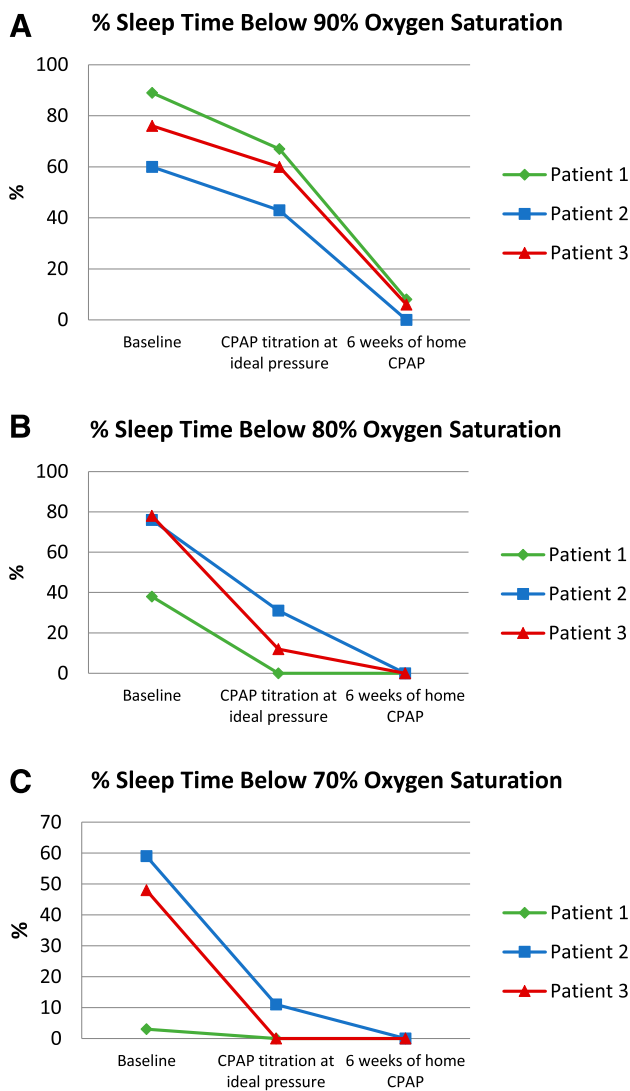 A
% Sleep Time Below 90% Oxygen Saturation
100
80
60
40
20
0
%
Baseline
CPAP titration at
ideal pressure
6 weeks of home
CPAP
Patient 1
Patient 2
Patient 3
B
% Sleep Time Below 80% Oxygen Saturation
100
80
60
40
20
0
%
Baseline
CPAP titration at
ideal pressure
6 weeks of home
CPAP
Patient 1
Patient 2
Patient 3
C
% Sleep Time Below 70% Oxygen Saturation
70
60
50
40
30
20
10
0
%
Baseline
CPAP titration at
ideal pressure
6 weeks of home
CPAP
Patient 1
Patient 2
Patient 3